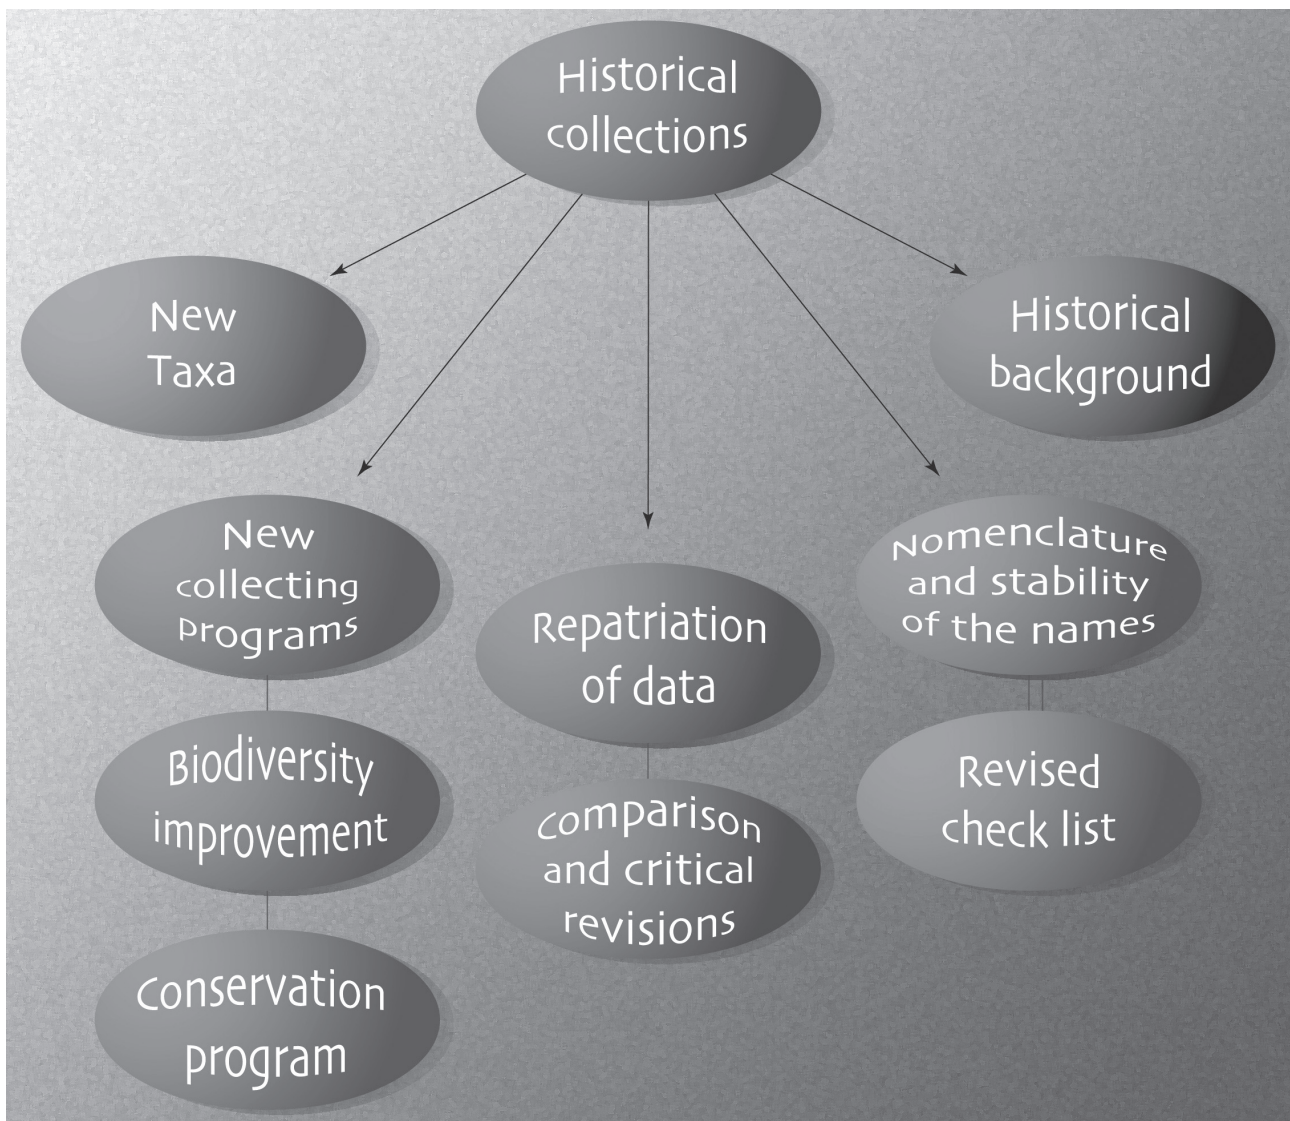 Historical
collections
New
Taxa
Historical
background
New
collecting
programs
Nomenclature
and stability
of the names
Repatriation
of data
Biodiversity
improvement
Revised
check list
Comparison
and critical
revisions
Conservation
program